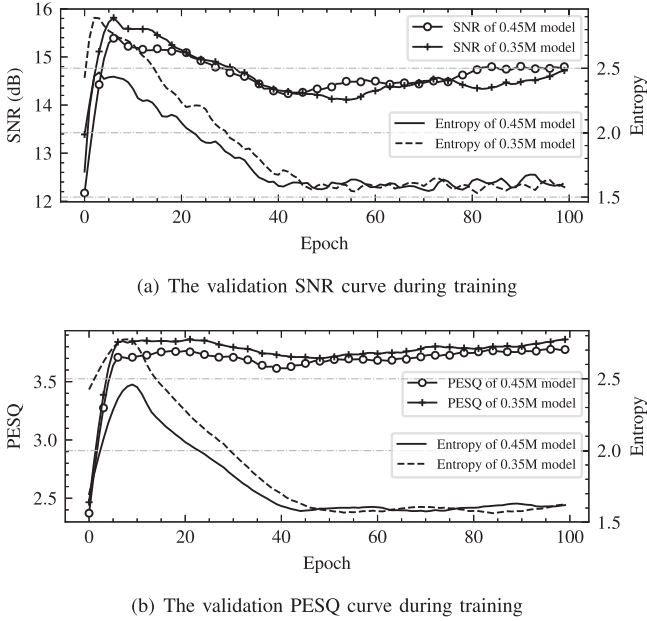 16
15
14
13
12
SNR (dB)
SNR of 0.45M model
SNR of 0.35M model
Entropy of 0.45M model
Entropy of 0.35M model
2.5
2.0
1.5
Entropy
0 20 40 60 80 100
Epoch
(a) The validation SNR curve during training
3.5
3.0
2.5
PESQ
PESQ of 0.45M model
PESQ of 0.35M model
Entropy of 0.45M model
Entropy of 0.35M model
2.5
2.0
1.5
Entropy
0 20 40 60 80 100
Epoch
(b) The validation PESQ curve during training